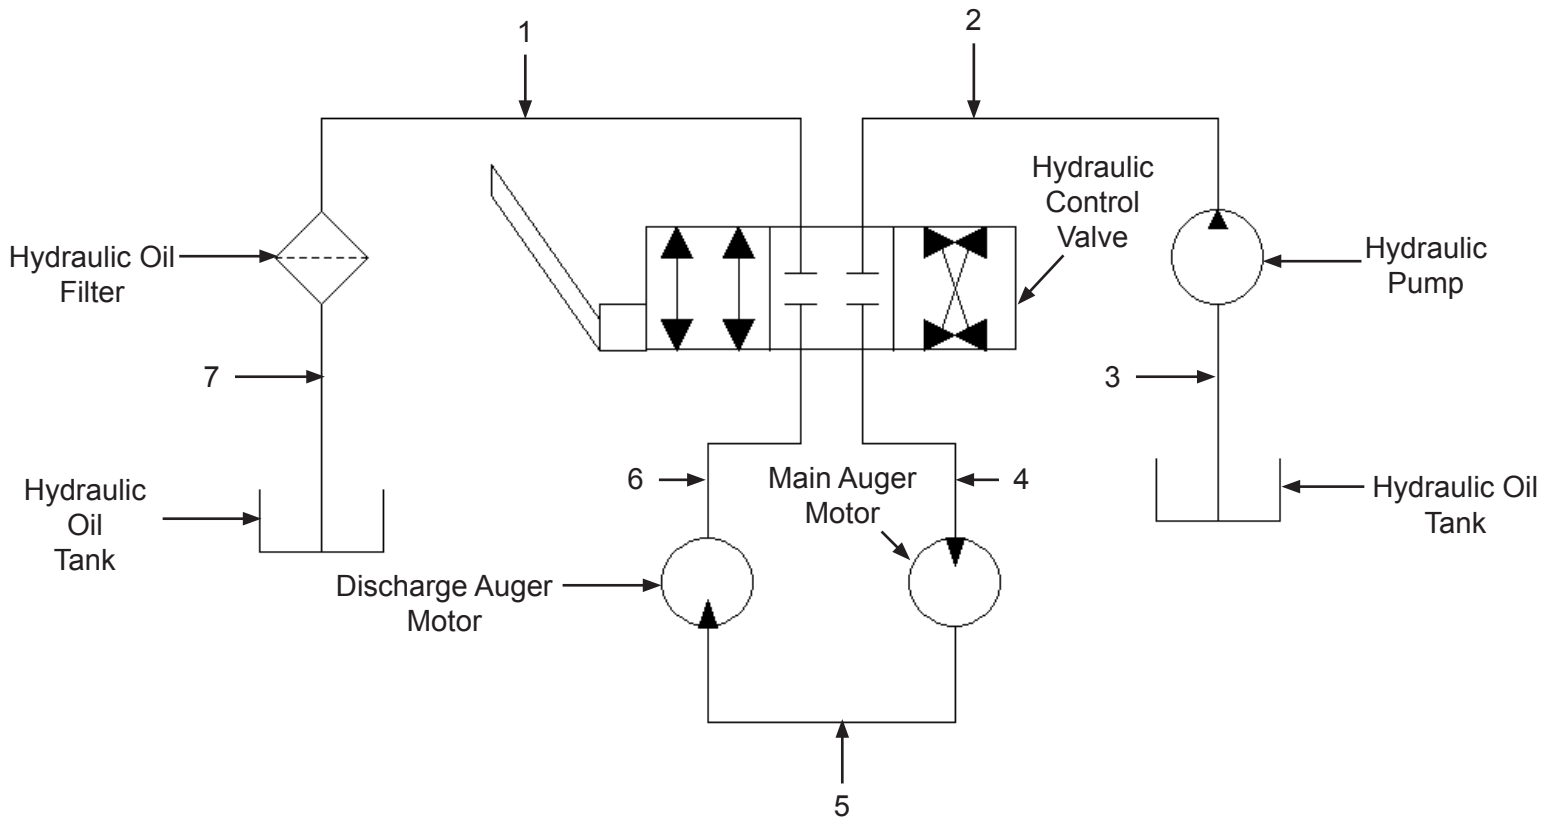 1
2
Hydraulic
Control
Valve
Hydraulic Oil
Filter
Hydraulic
Pump
7
3
Hydraulic
Oil
Tank
6
Main Auger
Motor
4
Hydraulic Oil
Tank
Discharge Auger
Motor
5